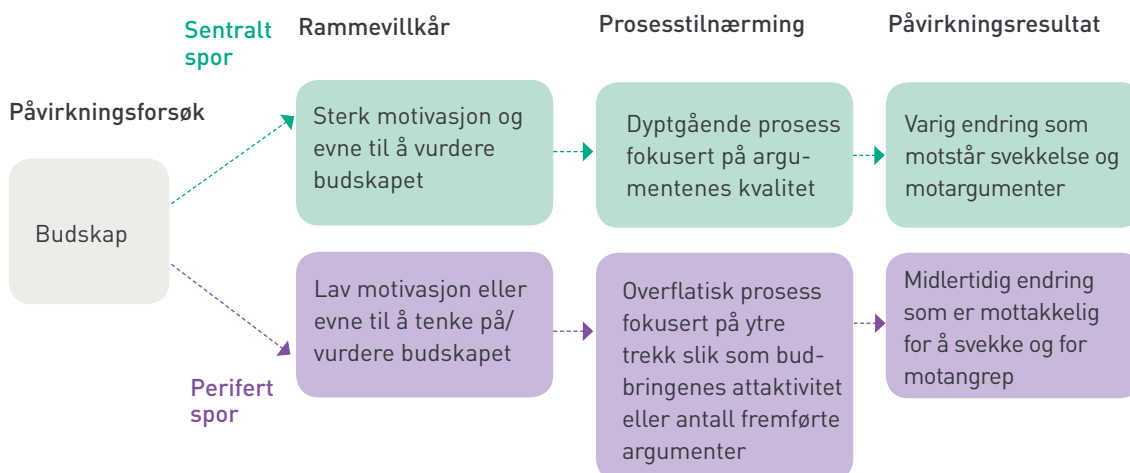 Sentralt
spor
Rammevillkår
Prosesstilnærming
Påvirkningsresultat
Påvirkningsforsøk
Budskap
Sterk motivasjon og
evne til å vurdere
budskapet
Dyptgående prosess
fokusert på argu-
mentenes kvalitet
Varig endring som
motstår svekkelse og
motargumenter
Perifert
spor
Lav motivasjon eller
evne til å tenke på/
vurdere budskapet
Overflatisk prosess
fokusert på ytre
trekk slik som bud-
bringenes attaktivitet
eller antall fremførte
argumenter
Midlertidig endring
som er mottakkelig
for å svekke og for
motangrep